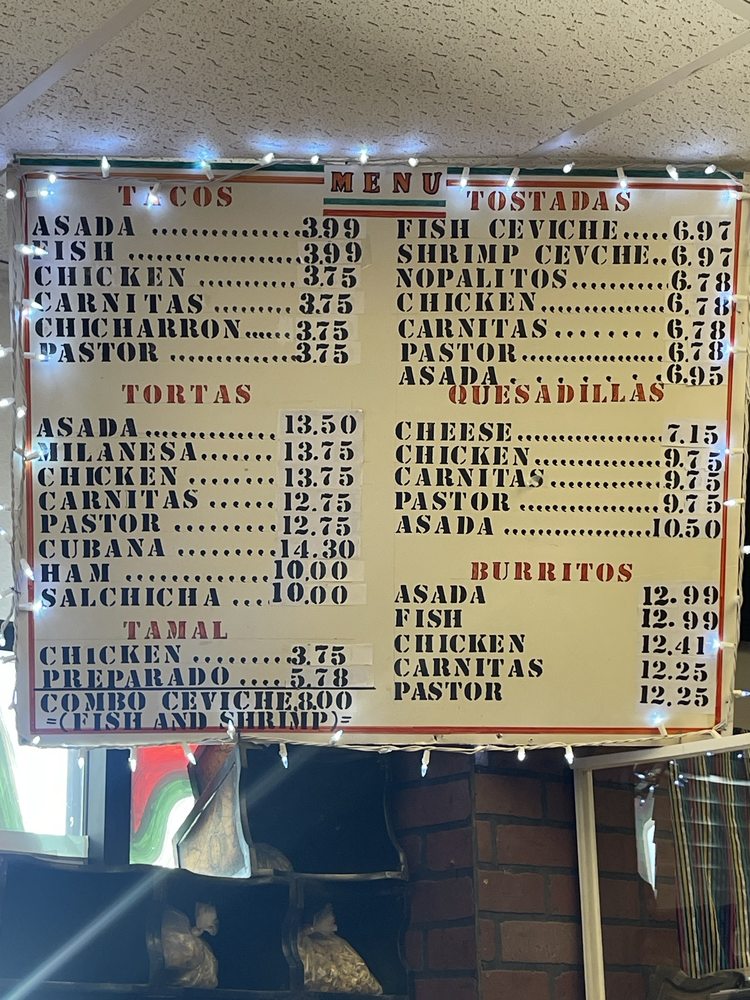 MENU
TACOS
ASADA ..................3.99
FISH .....................3.99
CHICKEN ............3.75
CARNITAS .........3.75
CHICHARRON......3.75
PASTOR ...............3.75
TORTAS
ASADA..................13.50
MILANESA..........13.75
CHICKEN ............13.75
CARNITAS .........12.75
PASTOR ..............12.75
CUBANA ............14.30
HAM ..................10.00
SALCHICHA ....10.00
TAMAL
CHICKEN .........3.75
PREPARADO .....5.78
COMBO CEVICHE,8.00
=(FISH AND SHRIMP)=
TOSTADAS
FISH CEVICHE.....6.97
SHRIMP CEVCHE..6.97
NOPALITOS...........6.78
CHICKEN...............6.78
CARNITAS ........6.78
PASTOR..................6.78
ASADA .........6.95
QUESADILLAS
CHEESE ..................7.15
CHICKEN................9.75
CARNITAS..............9.75
PASTOR .................9.75
ASADA ..................10.50
BURRITOS
ASADA 12.99
FISH 12.99
CHICKEN 12.41
CARNITAS 12.25
PASTOR 12.25